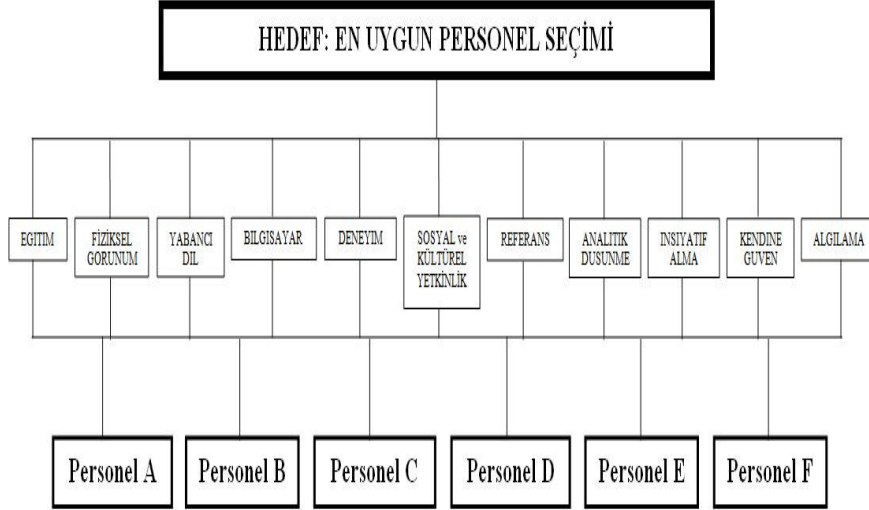 HEDEF: EN UYGUN PERSONEL SEÇİMİ
EGITIM
FİZİKSEL
GORUNUM
YABANCI
DIL
BILGISAYAR
DENEYIM
SOSYAL ve
KÜLTÜREL
YETKİNLİK
REFERANS
ANALITIK
DUSUNME
INSIYATIF
ALMA
KENDINE
GUVEN
ALGILAMA
Personel A
Personel B
Personel C
Personel D
Personel E
Personel F